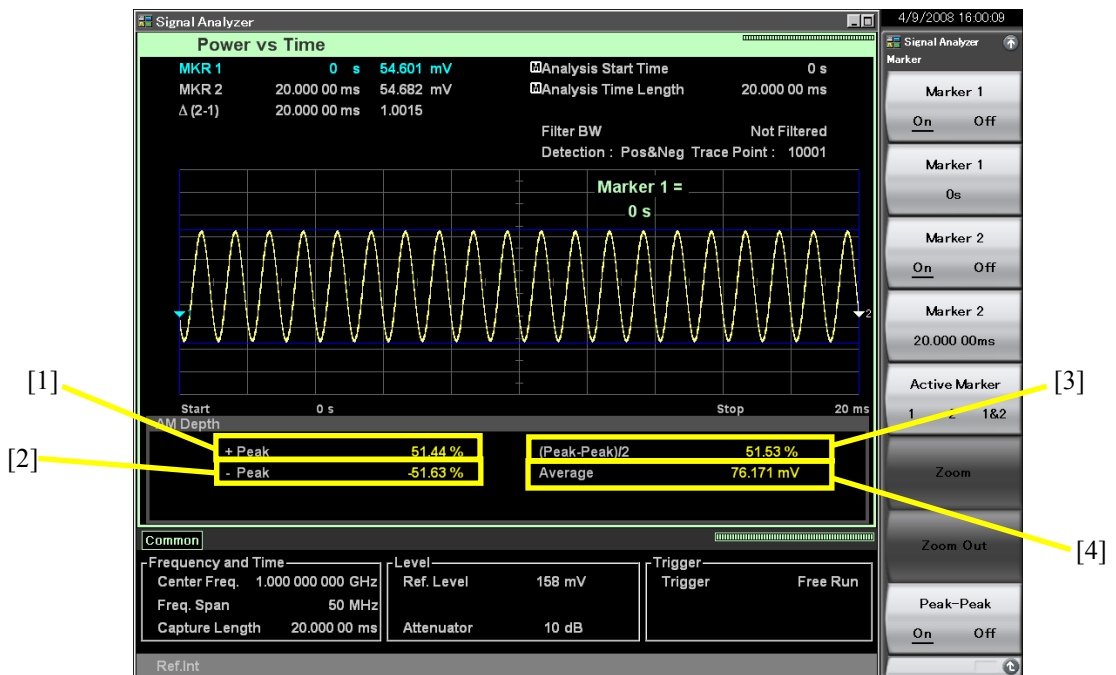 Signal Analyzer
Power vs Time
MKR 1 0 s 54.601 mV
MKR 2 20.000 00 ms 54.682 mV
Δ (2-1) 20.000 00 ms 1.0015
M Analysis Start Time 0 s
M Analysis Time Length 20.000 00 ms
Filter BW Not Filtered
Detection : Pos&Neg Trace Point : 10001
Marker 1 =
0 s
1
2
Start 0 s Stop 20 ms
AM Depth
+ Peak 51.44 %
- Peak -51.63 %
(Peak-Peak)/2 51.53 %
Average 76.171 mV
[1]
[2]
[3]
[4]
Common
Frequency and Time
Center Freq. 1.000 000 000 GHz
Freq. Span 50 MHz
Capture Length 20.000 00 ms
Level
Ref. Level 158 mV
Attenuator 10 dB
Trigger
Trigger Free Run
Ref.Int
4/9/2008 16:00:09
Signal Analyzer
Marker
Marker 1
On Off
Marker 1
0s
Marker 2
On Off
Marker 2
20.000 00ms
Active Marker
1 2 1&2
Zoom
Zoom Out
Peak-Peak
On Off